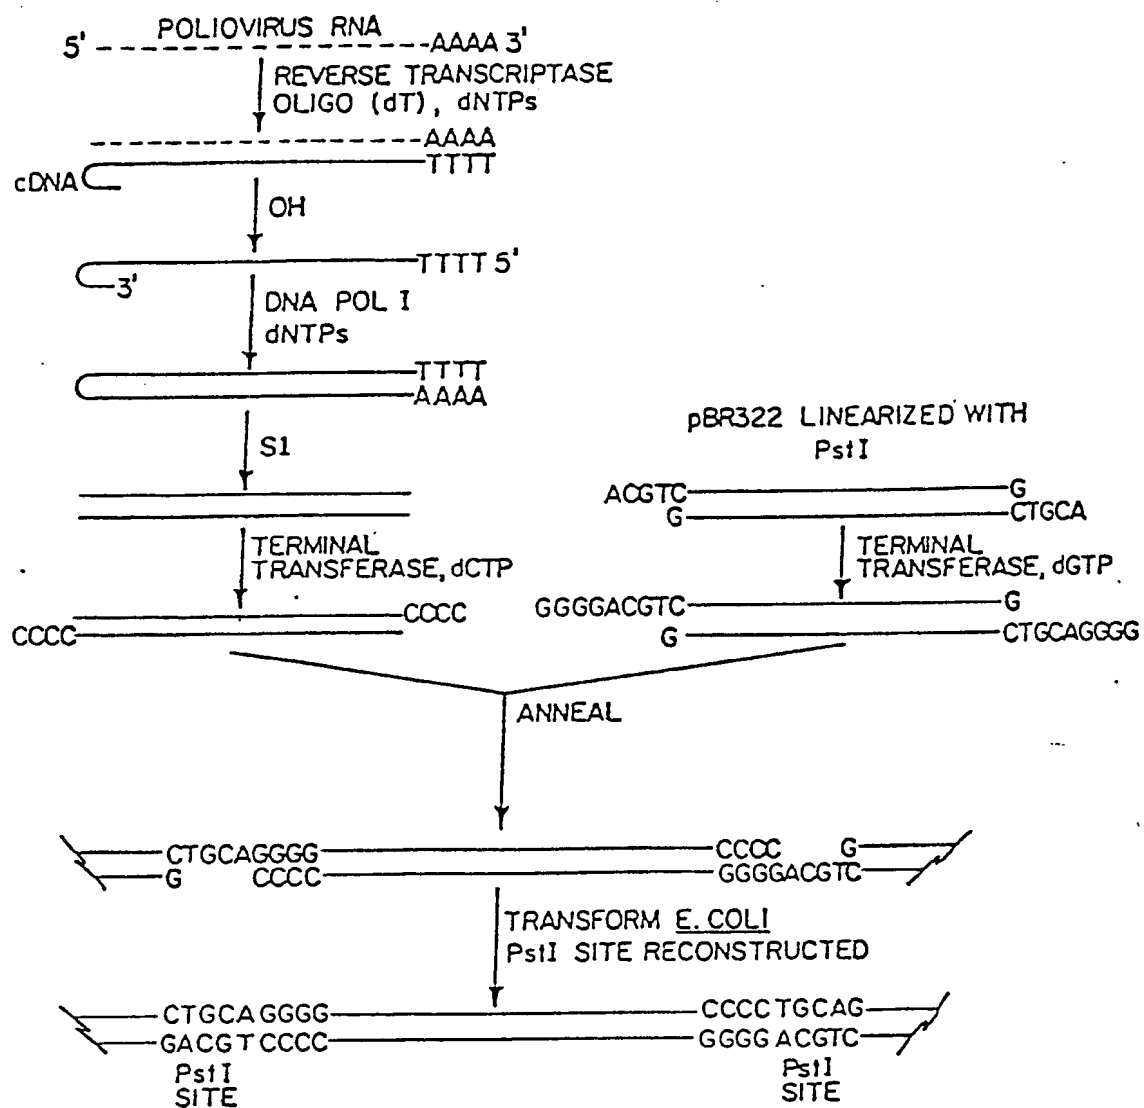 POLIOVIRUS RNA
5' AAAA 3'
REVERSE TRANSCRIPTASE
OLIGO (dT), dNTPs
AAAA
TTTT
cDNA
OH
TTTT 5'
3'
DNA POL I
dNTPs
TTTT
AAAA
S1
pBR322 LINEARIZED WITH
PstI
ACGTC G
G CTGCA
TERMINAL
TRANSFERASE, dCTP
TERMINAL
TRANSFERASE, dGTP
CCCC
CCCC
GGGGACGTC G
G CTGCAGGGG
ANNEAL
CTGCAGGGG CCCC G
G CCCC GGGGACGTC
TRANSFORM E. COLI
PstI SITE RECONSTRUCTED
CTGCAGGGG CCCCTGCAG
GACGTCCCC GGGGACGTC
PstI
SITE
PstI
SITE